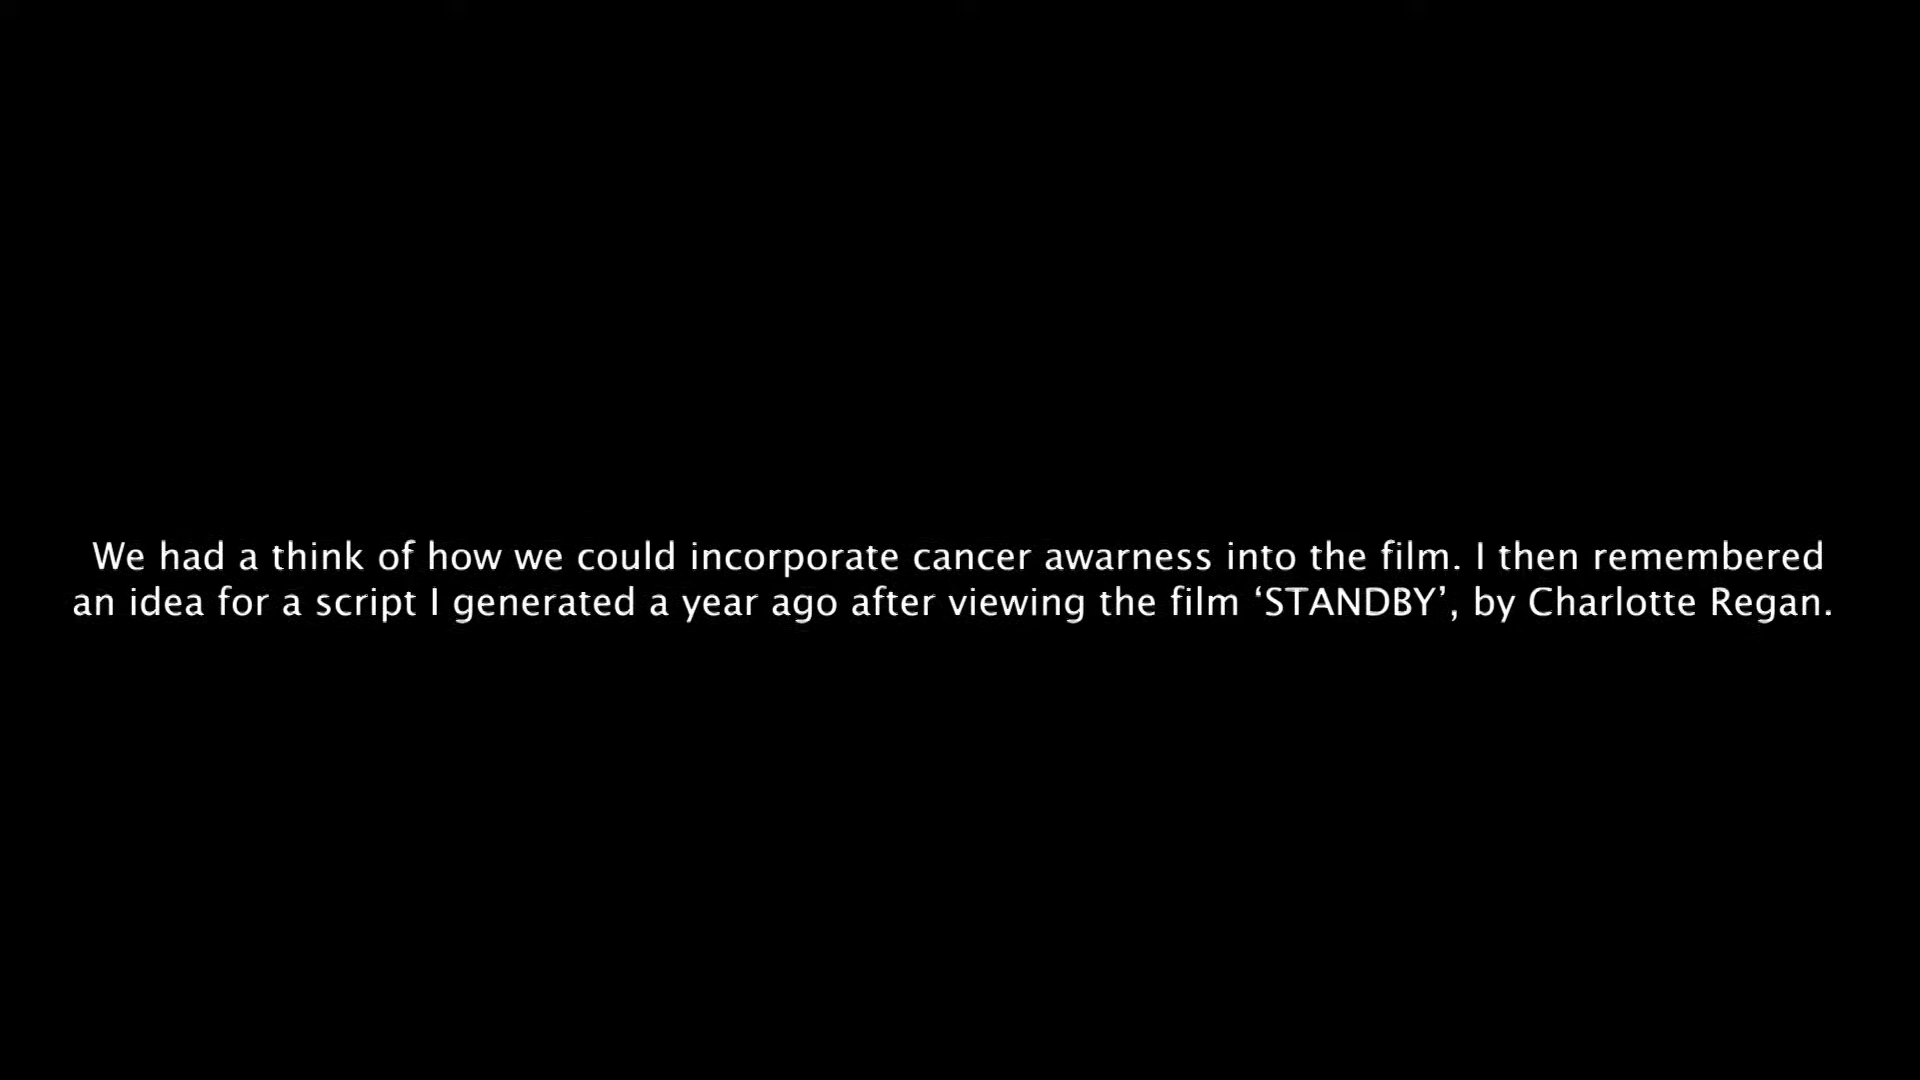 We had a think of how we could incorporate cancer awarness into the film. I then remembered
an idea for a script I generated a year ago after viewing the film ‘STANDBY’, by Charlotte Regan.